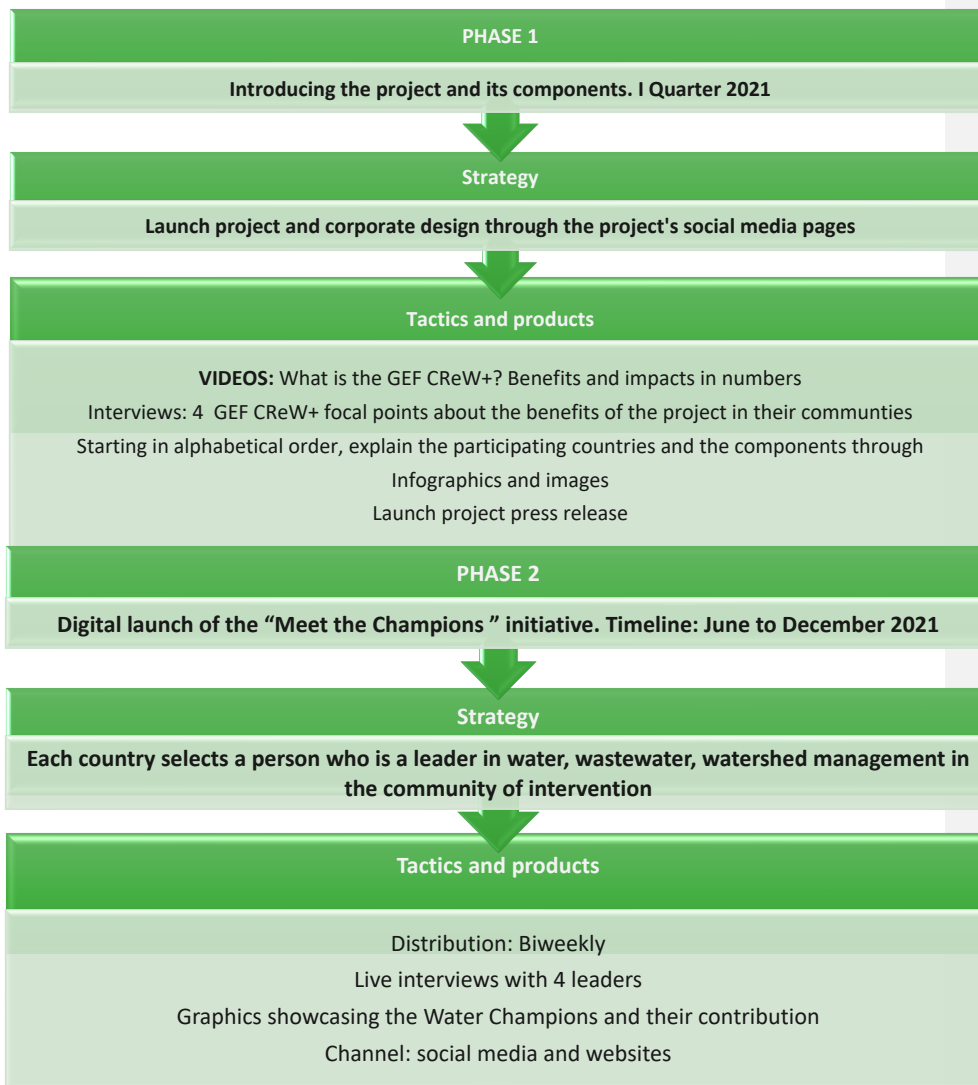 PHASE 1
Introducing the project and its components. I Quarter 2021
Strategy
Launch project and corporate design through the project's social media pages
Tactics and products
VIDEOS: What is the GEF CReW+? Benefits and impacts in numbers
Interviews: 4 GEF CReW+ focal points about the benefits of the project in their communties
Starting in alphabetical order, explain the participating countries and the components through
Infographics and images
Launch project press release
PHASE 2
Digital launch of the “Meet the Champions ” initiative. Timeline: June to December 2021
Strategy
Each country selects a person who is a leader in water, wastewater, watershed management in
the community of intervention
Tactics and products
Distribution: Biweekly
Live interviews with 4 leaders
Graphics showcasing the Water Champions and their contribution
Channel: social media and websites